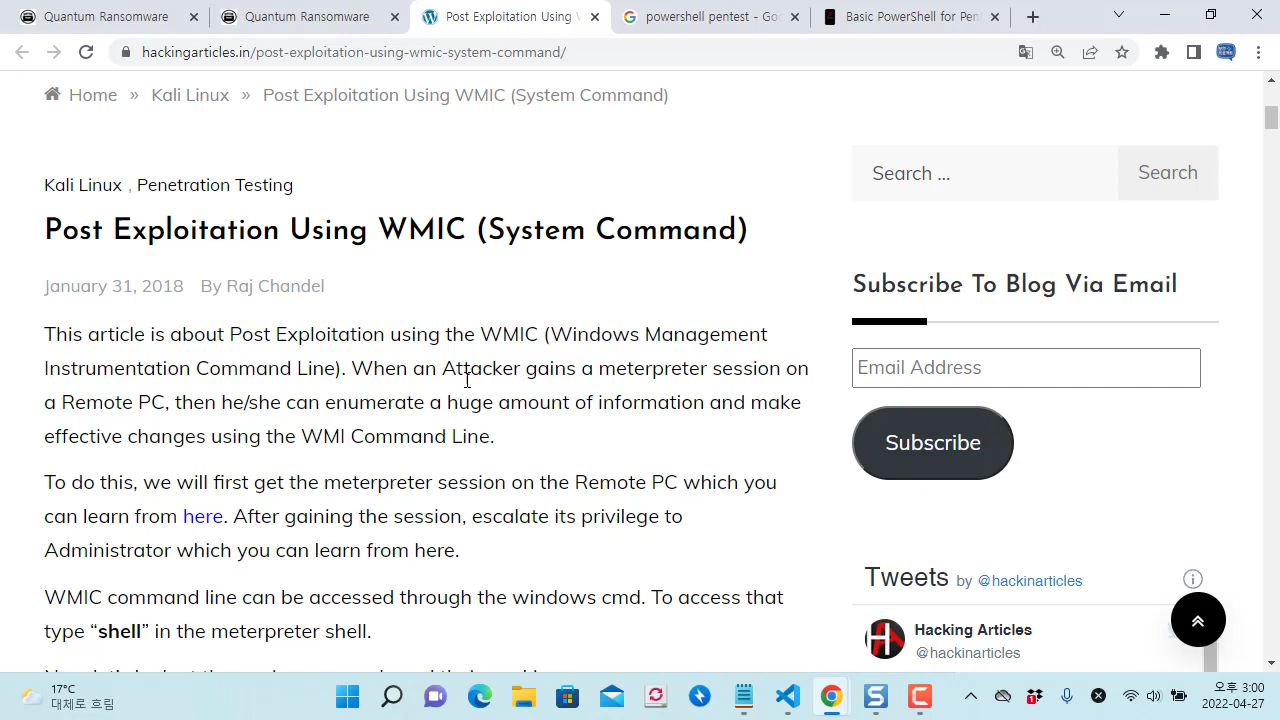 Quantum Ransomware
Quantum Ransomware
Post Exploitation Using
powershell pentest - Goo
Basic PowerShell for Pen
hackingarticles.in/post-exploitation-using-wmic-system-command/
Home » Kali Linux » Post Exploitation Using WMIC (System Command)
Kali Linux , Penetration Testing
Post Exploitation Using WMIC (System Command)
January 31, 2018 By Raj Chandel
This article is about Post Exploitation using the WMIC (Windows Management
Instrumentation Command Line). When an Attacker gains a meterpreter session on
a Remote PC, then he/she can enumerate a huge amount of information and make
effective changes using the WMI Command Line.
To do this, we will first get the meterpreter session on the Remote PC which you
can learn from here. After gaining the session, escalate its privilege to
Administrator which you can learn from here.
WMIC command line can be accessed through the windows cmd. To access that
type “shell” in the meterpreter shell.
Search ...
Search
Subscribe To Blog Via Email
Email Address
Subscribe
Tweets by @hackinarticles
Hacking Articles
@hackinarticles
17°C
대체로 흐림
오후 3:00
2022-04-27